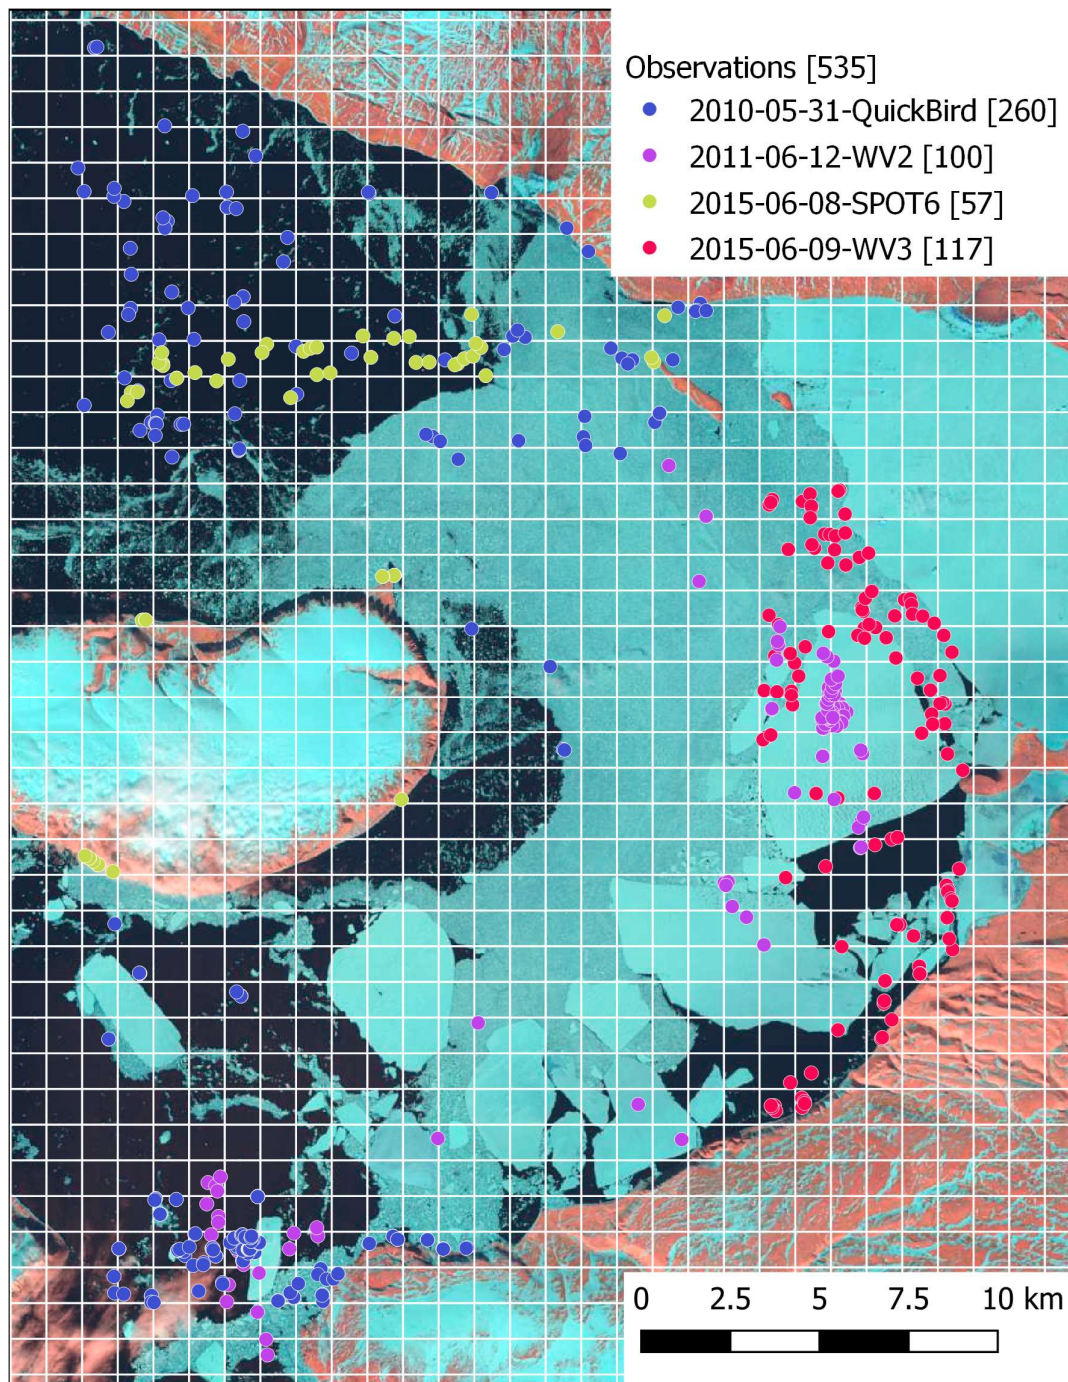 Observations [535]
2010-05-31-QuickBird [260]
2011-06-12-WV2 [100]
2015-06-08-SPOT6 [57]
2015-06-09-WV3 [117]
0 2.5 5 7.5 10 km